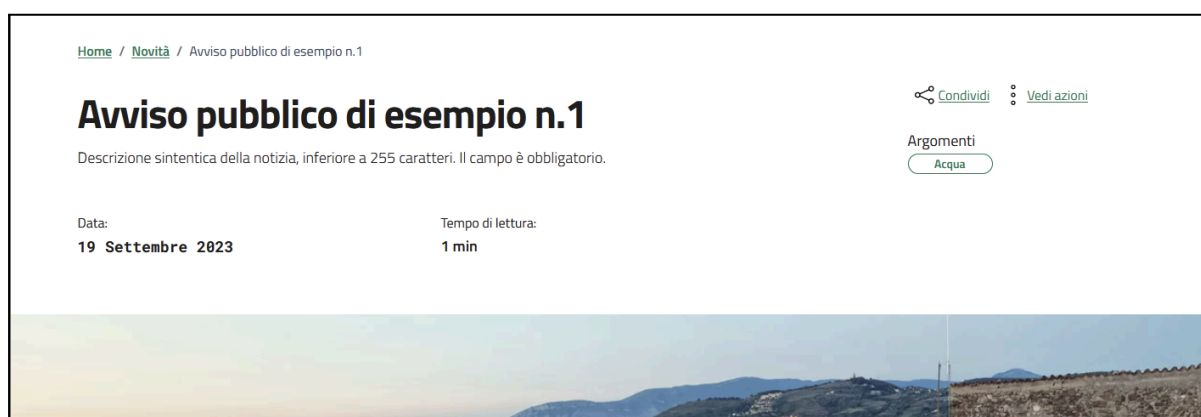 Home / Novità / Avviso pubblico di esempio n.1
Avviso pubblico di esempio n.1
Descrizione sintentica della notizia, inferiore a 255 caratteri. Il campo è obbligatorio.
Condividi Vedi azioni
Argomenti
Acqua
Data:
19 Settembre 2023
Tempo di lettura:
1 min